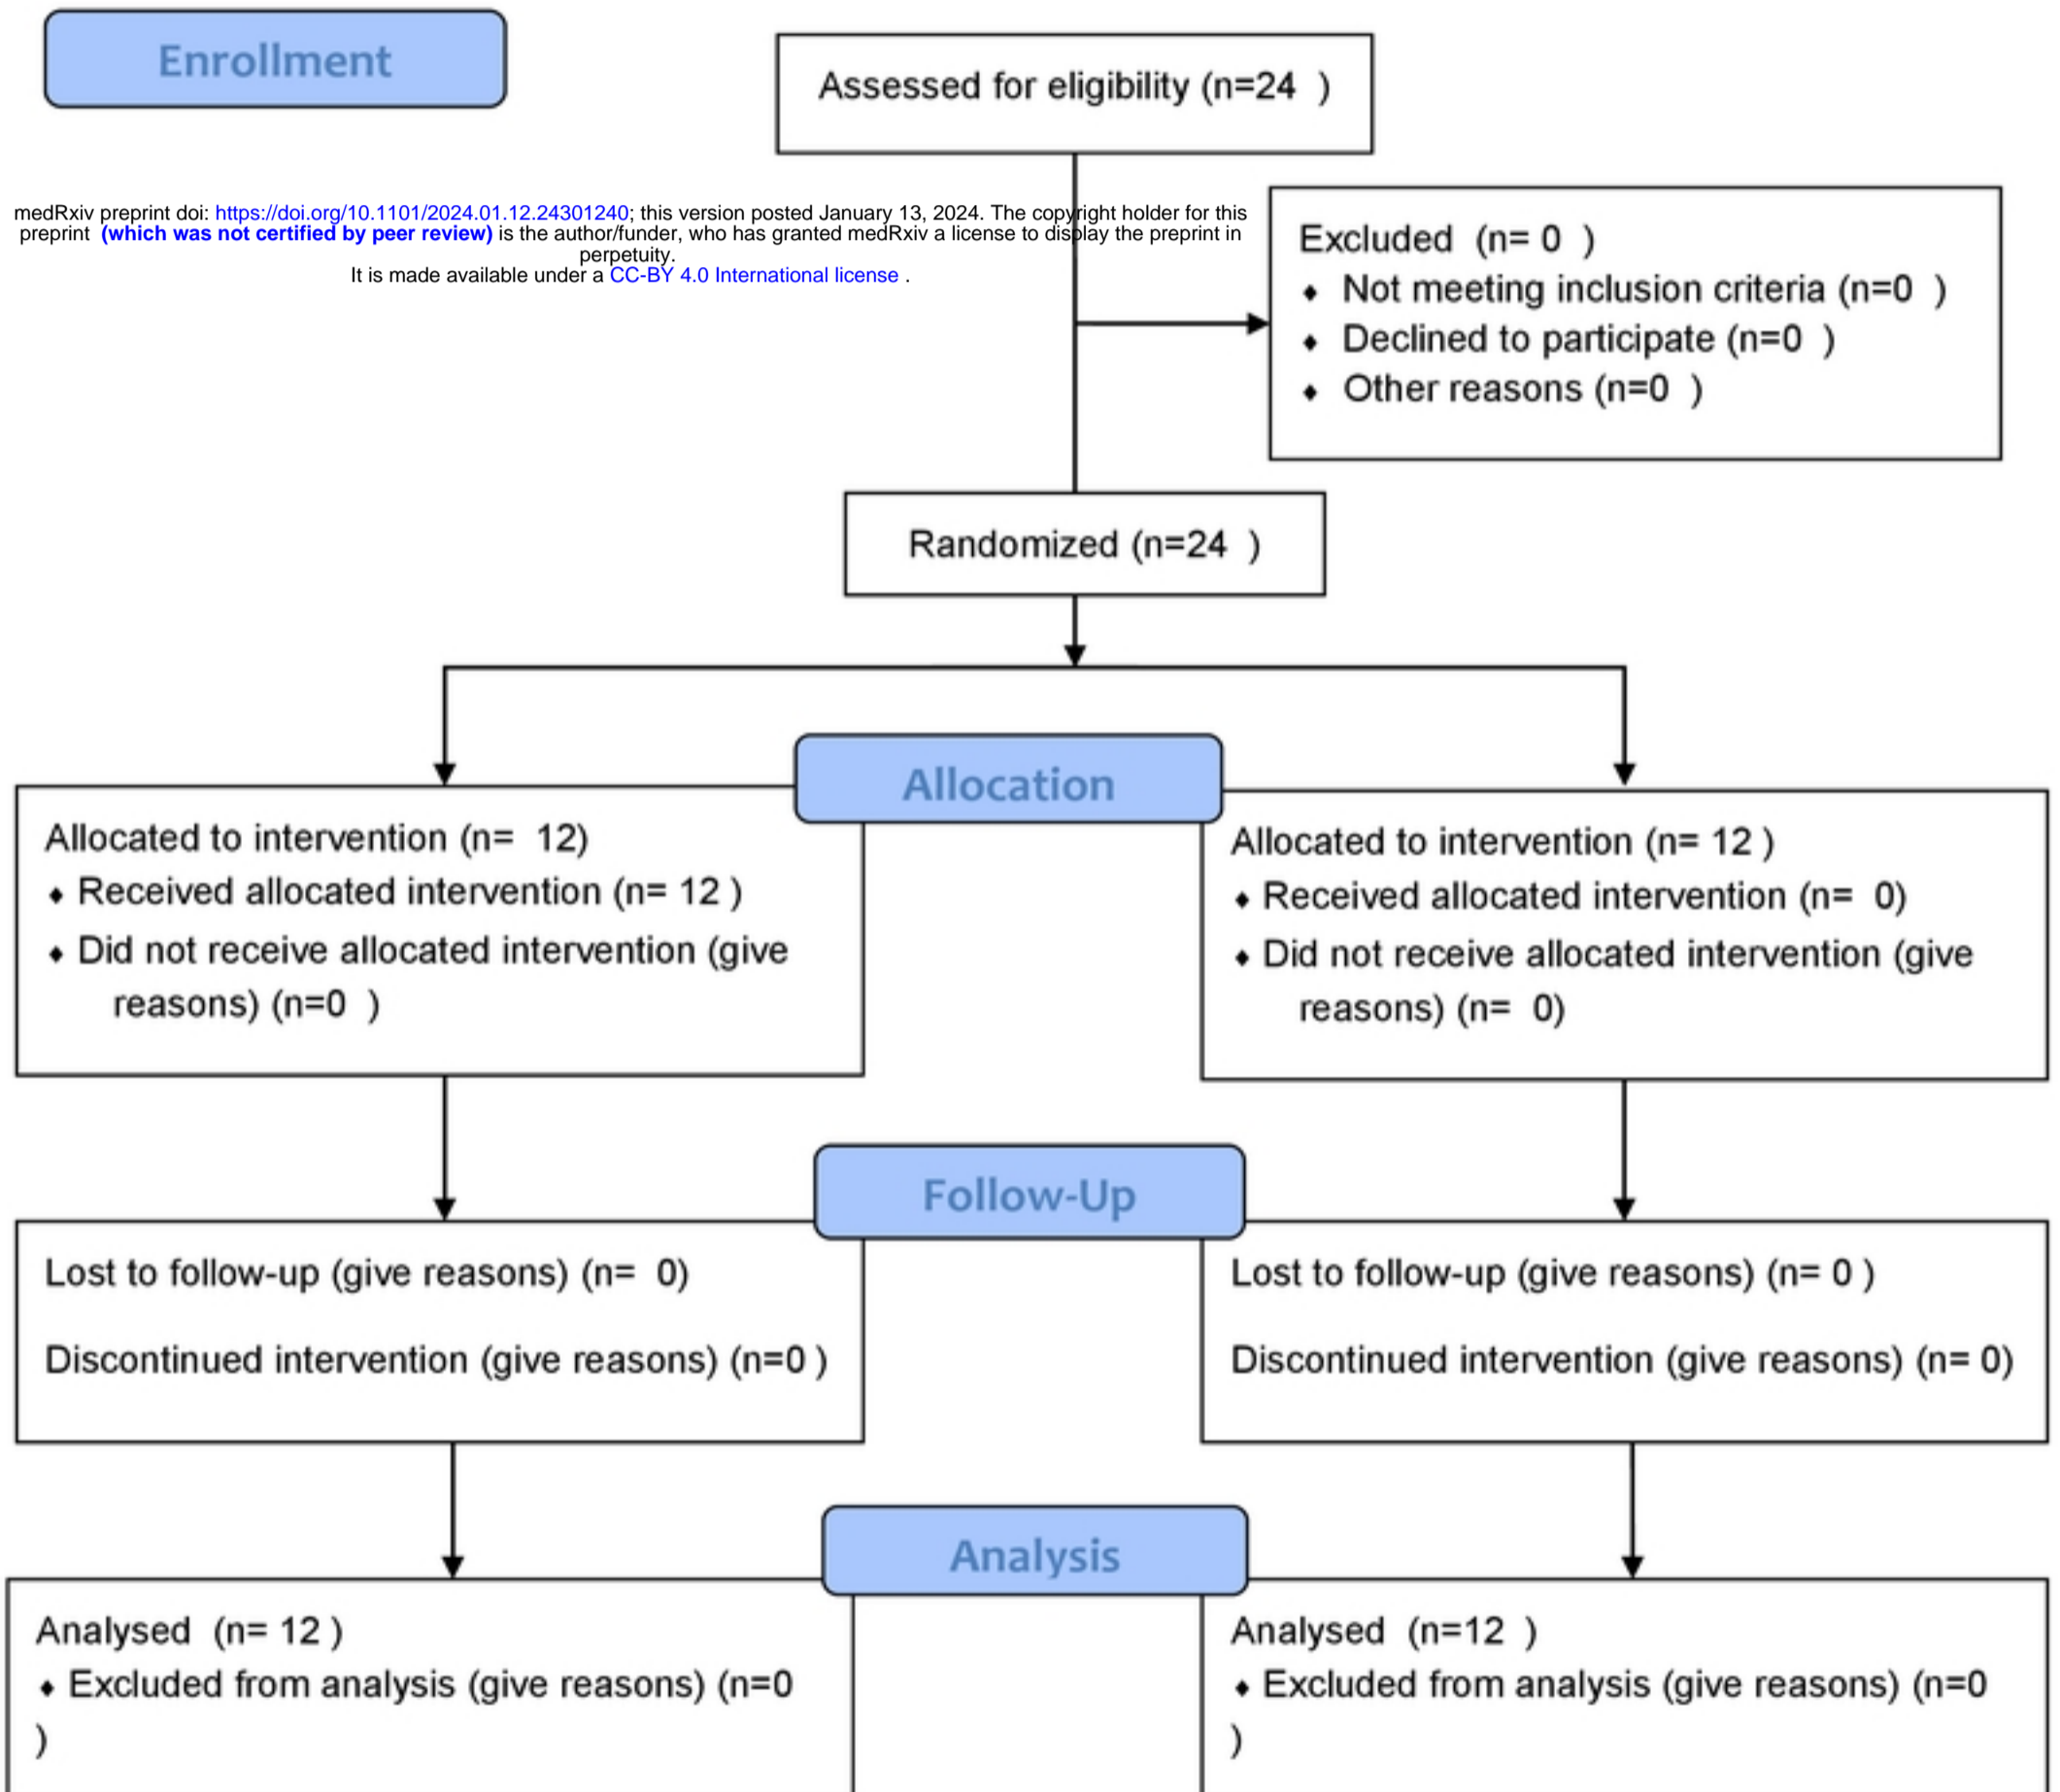 Enrollment
Assessed for eligibility (n=24  )
medRxiv preprint doi: https://doi.org/10.1101/2024.01.12.24301240; this version posted January 13, 2024. The copyright holder for this
preprint (which was not certified by peer review) is the author/funder, who has granted medRxiv a license to display the preprint in
perpetuity.
It is made available under a CC-BY 4.0 International license .
Excluded  (n= 0  )
♦ Not meeting inclusion criteria (n=0  )
♦ Declined to participate (n=0  )
♦ Other reasons (n=0  )
Randomized (n=24  )
Allocation
Allocated to intervention (n=  12)
♦ Received allocated intervention (n= 12 )
♦ Did not receive allocated intervention (give
reasons) (n=0  )
Allocated to intervention (n= 12 )
♦ Received allocated intervention (n=  0)
♦ Did not receive allocated intervention (give
reasons) (n=  0)
Follow-Up
Lost to follow-up (give reasons) (n=  0)
Discontinued intervention (give reasons) (n=0 )
Lost to follow-up (give reasons) (n= 0 )
Discontinued intervention (give reasons) (n= 0)
Analysis
Analysed  (n= 12 )
♦ Excluded from analysis (give reasons) (n=0
)
Analysed  (n=12  )
♦ Excluded from analysis (give reasons) (n=0
)